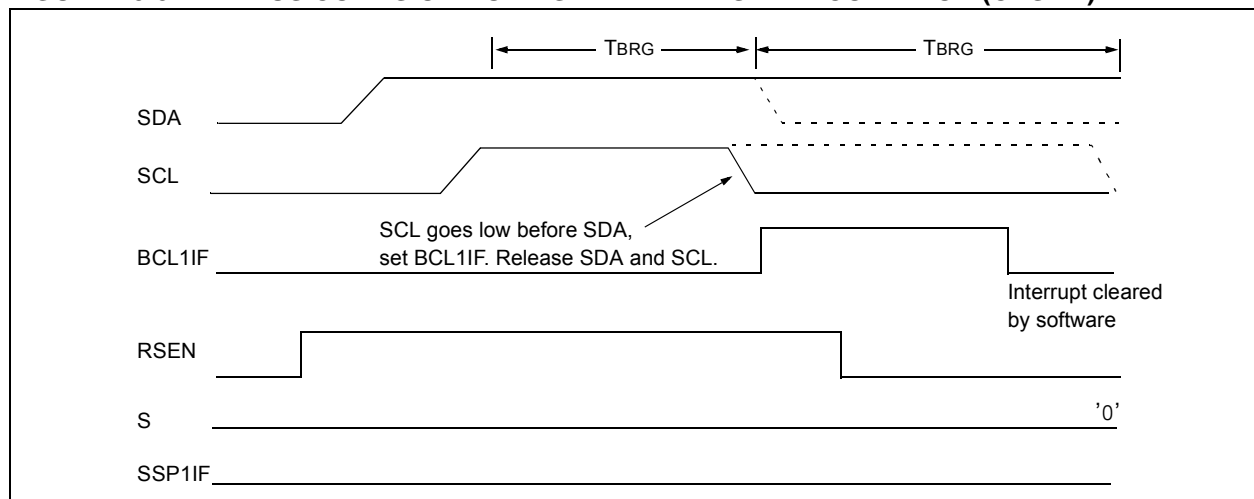 TBRG TBRG
SDA
SCL
SCL goes low before SDA,
set BCL1IF. Release SDA and SCL.
BCL1IF
Interrupt cleared
by software
RSEN
S '0'
SSP1IF